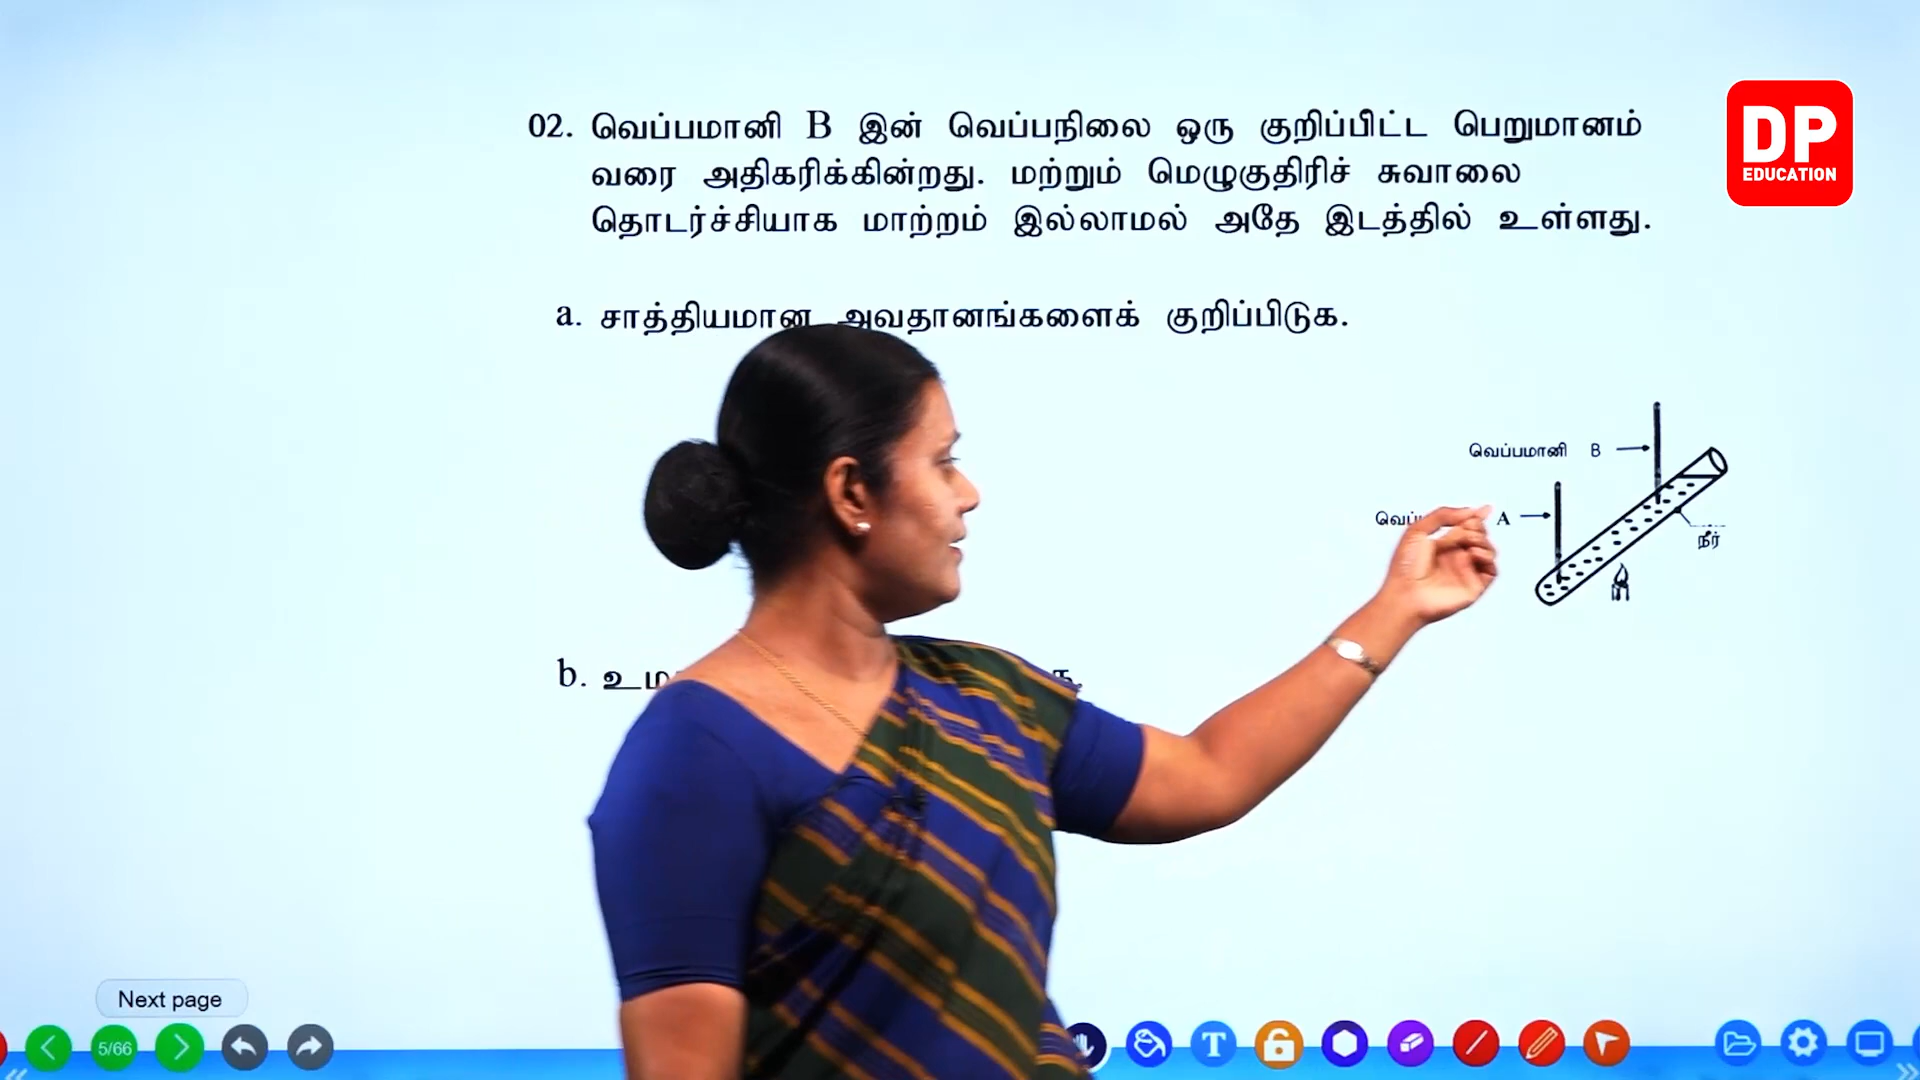 02. வெப்பமானி B இன் வெப்பநிலை ஒரு குறிப்பிட்ட பெறுமானம்
வரை அதிகரிக்கின்றது. மற்றும் மெழுகுதிரிச் சுவாலை
தொடர்ச்சியாக மாற்றம் இல்லாமல் அதே இடத்தில் உள்ளது.
DP
EDUCATION
a. சாத்தியமான அவதானங்களைக் குறிப்பிடுக.
வெப்பமானி B
A
நீர்
b.
Next page
5/66
T